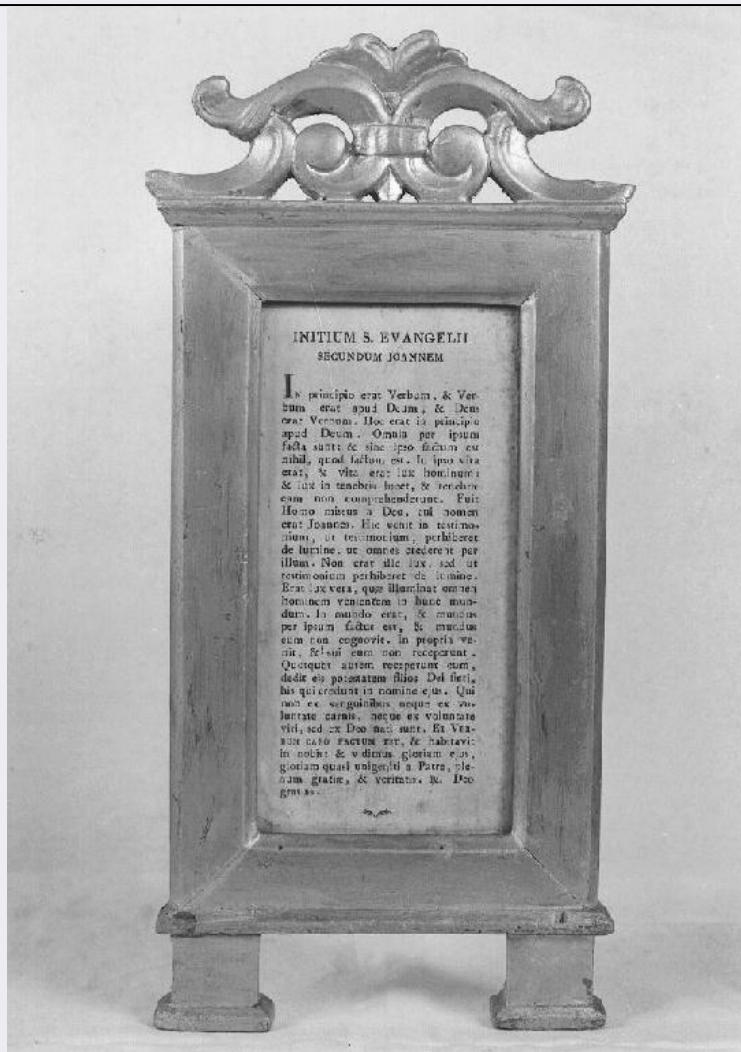 INITIUM S. EVANGELII
SECUNDUM JOANNEM
IN principio erat Verbum, & Ver-
bum erat apud Deum, & Deus
erat Verbum. Hoc erat in principio
apud Deum. Omnia per ipsum
facta sunt: & sine ipso factum est
nihil, quod factum est. In ipso vita
erat, & vita erat lux hominum:
& lux in tenebris lucet, & tenebræ
eam non comprehenderunt. Fuit
Homo missus a Deo, cui nomen
erat Joannes. Hic venit in testimo-
nium, ut testimonium perhiberet
de lumine, ut omnes crederent per
illum. Non erat ille lux, sed ut
testimonium perhiberet de lumine.
Erat lux vera, quæ illuminat omnem
hominem venientem in hunc mun-
dum. In mundo erat, & mundus
per ipsum factus est, & mundus
eum non cognovit. In propria ve-
nit, & sui eum non receperunt.
Quotquot autem receperunt eum,
dedit eis potestatem filios Dei fieri,
his qui credunt in nomine ejus. Qui
non ex sanguinibus neque ex vo-
luntate carnis, neque ex voluntate
viri, sed ex Deo nati sunt. ET VER-
BUM CARO FACTUM EST, & habitavit
in nobis: & vidimus gloriam ejus,
gloriam quasi unigeniti a Patre, ple-
num gratiæ, & veritatis. Deo
gratias.